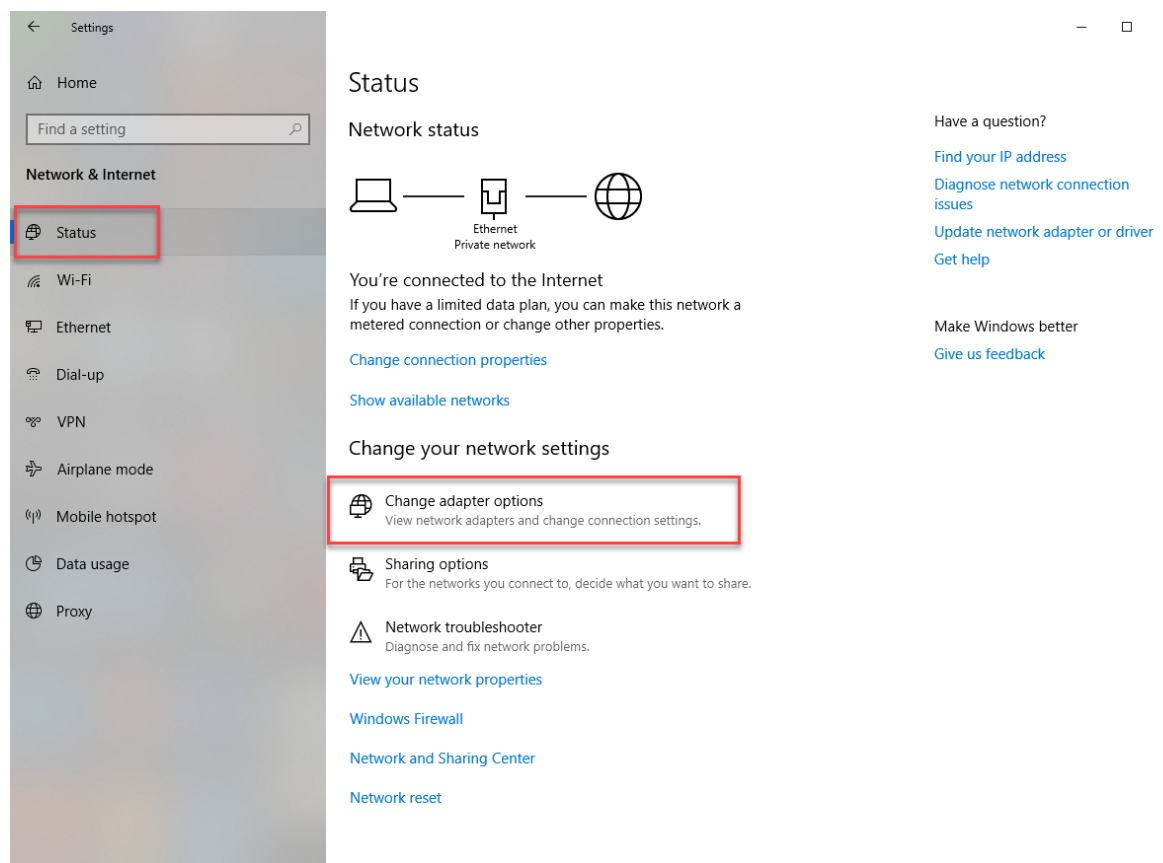 Settings
Home
Find a setting
Network & Internet
Status
Wi-Fi
Ethernet
Dial-up
VPN
Airplane mode
Mobile hotspot
Data usage
Proxy
Status
Network status
Ethernet
Private network
You’re connected to the Internet
If you have a limited data plan, you can make this network a
metered connection or change other properties.
Change connection properties
Show available networks
Change your network settings
Change adapter options
View network adapters and change connection settings.
Sharing options
For the networks you connect to, decide what you want to share.
Network troubleshooter
Diagnose and fix network problems.
View your network properties
Windows Firewall
Network and Sharing Center
Network reset
Have a question?
Find your IP address
Diagnose network connection
issues
Update network adapter or driver
Get help
Make Windows better
Give us feedback